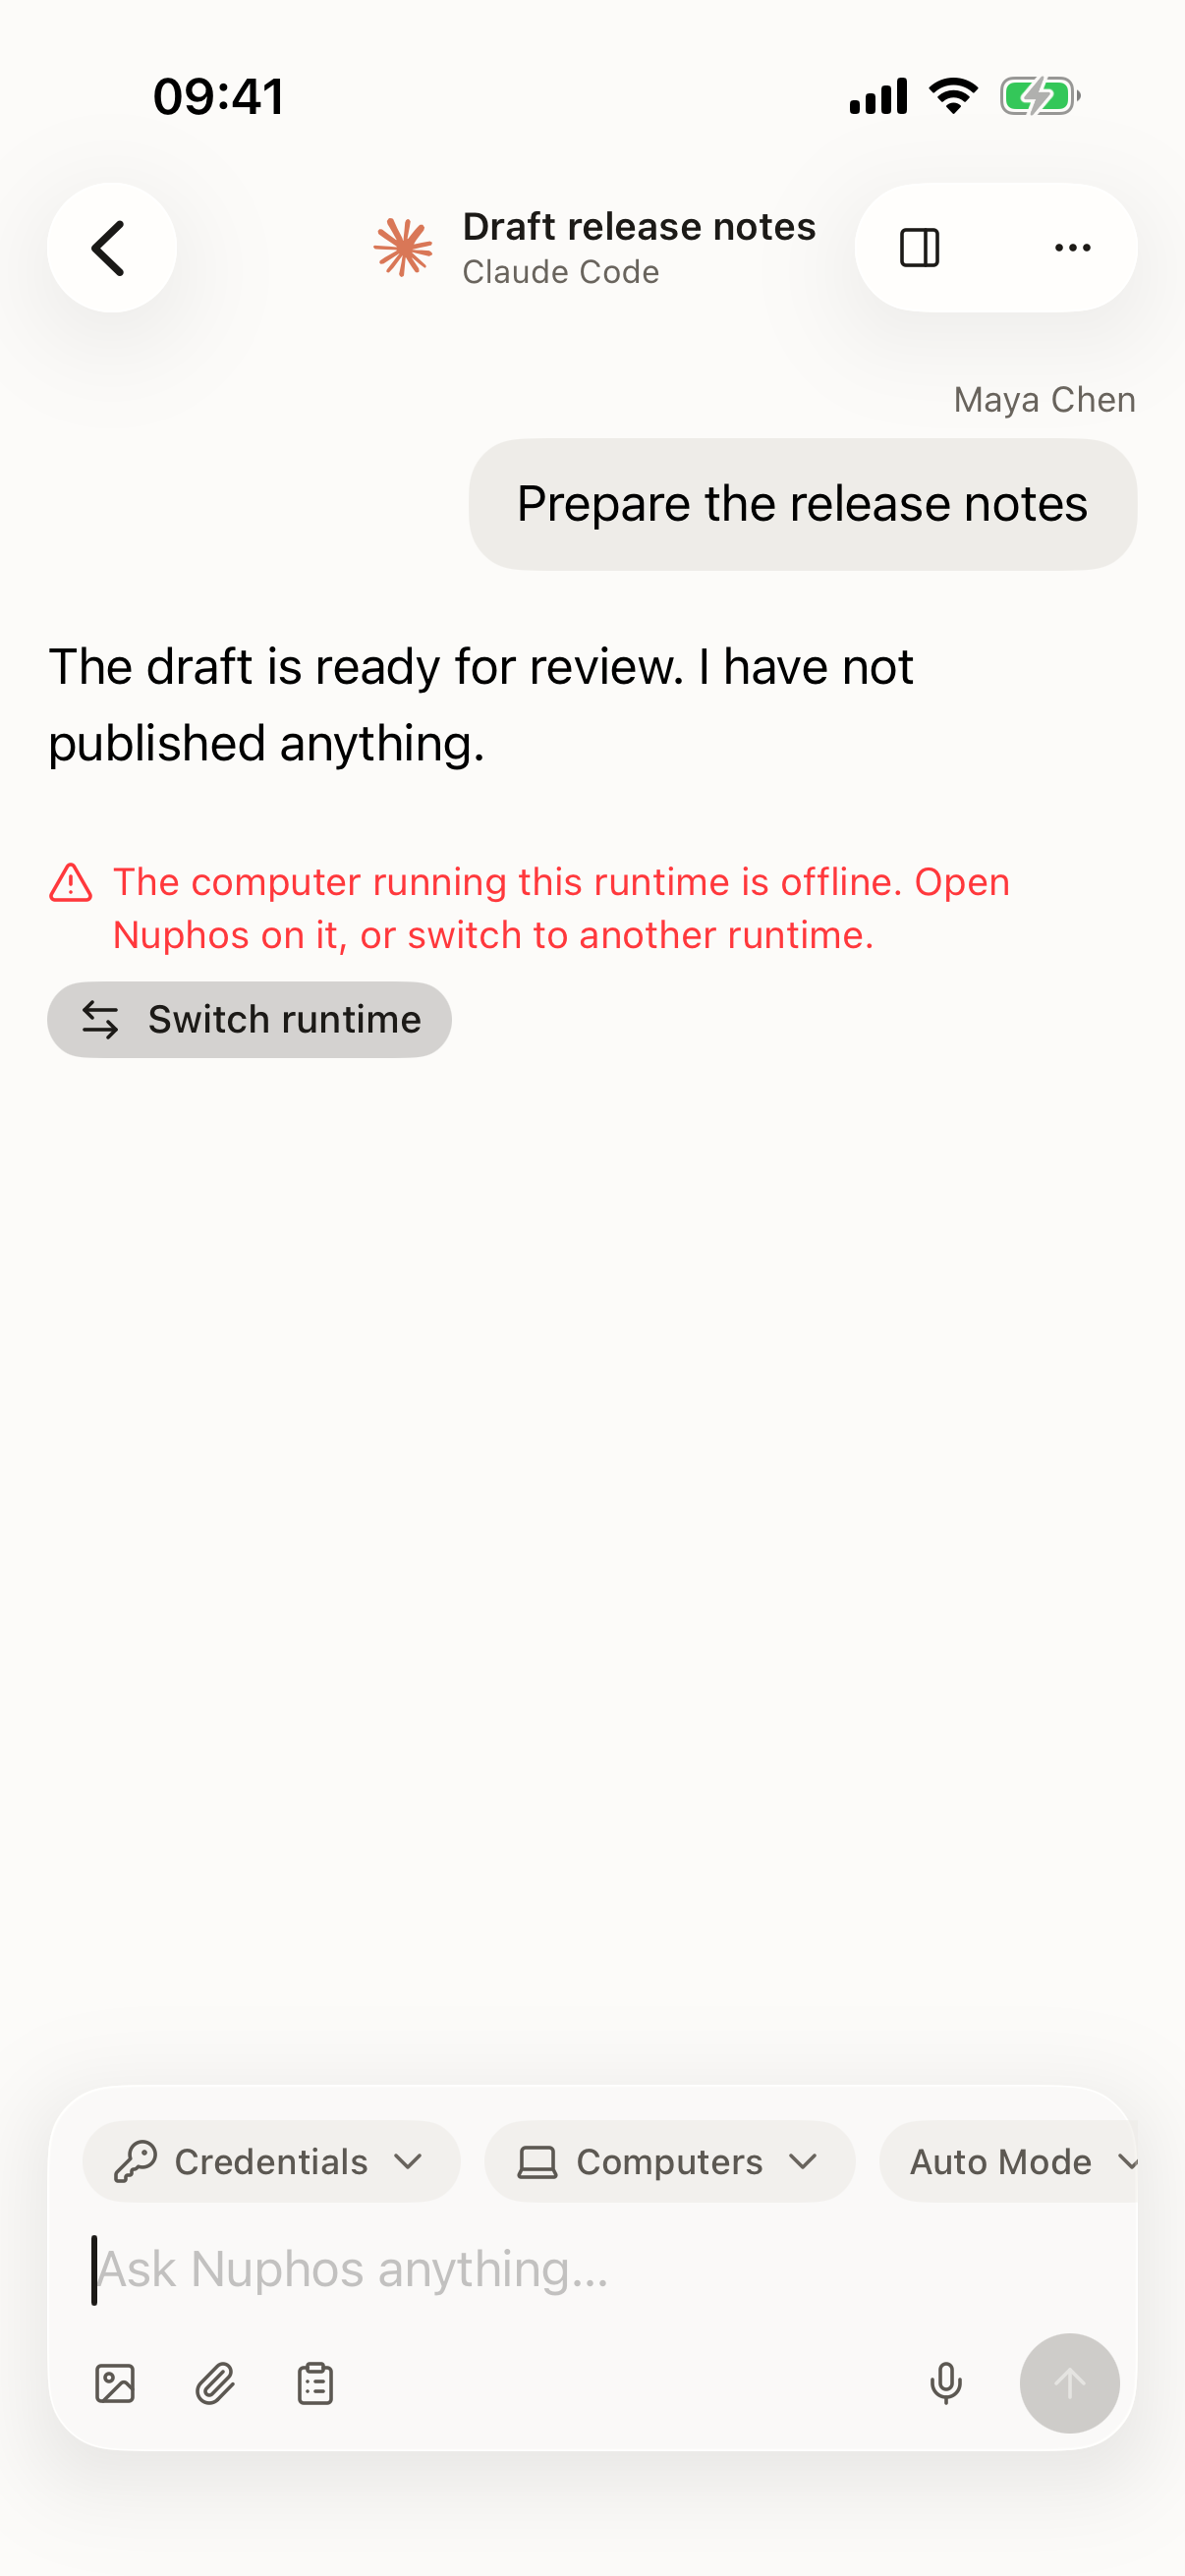 09:41
Draft release notes
Claude Code
Maya Chen
Prepare the release notes
The draft is ready for review. I have not
published anything.
The computer running this runtime is offline. Open
Nuphos on it, or switch to another runtime.
Switch runtime
Credentials
Computers
Auto Mode
Ask Nuphos anything...